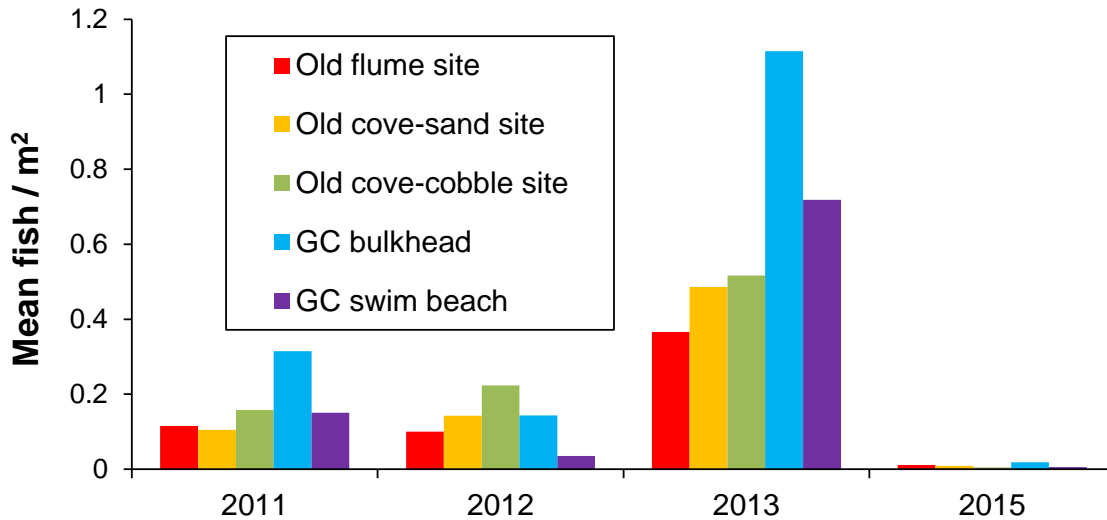 Mean fish / m²
1.2
1
0.8
0.6
0.4
0.2
0
Old flume site
Old cove-sand site
Old cove-cobble site
GC bulkhead
GC swim beach
2011 2012 2013 2015